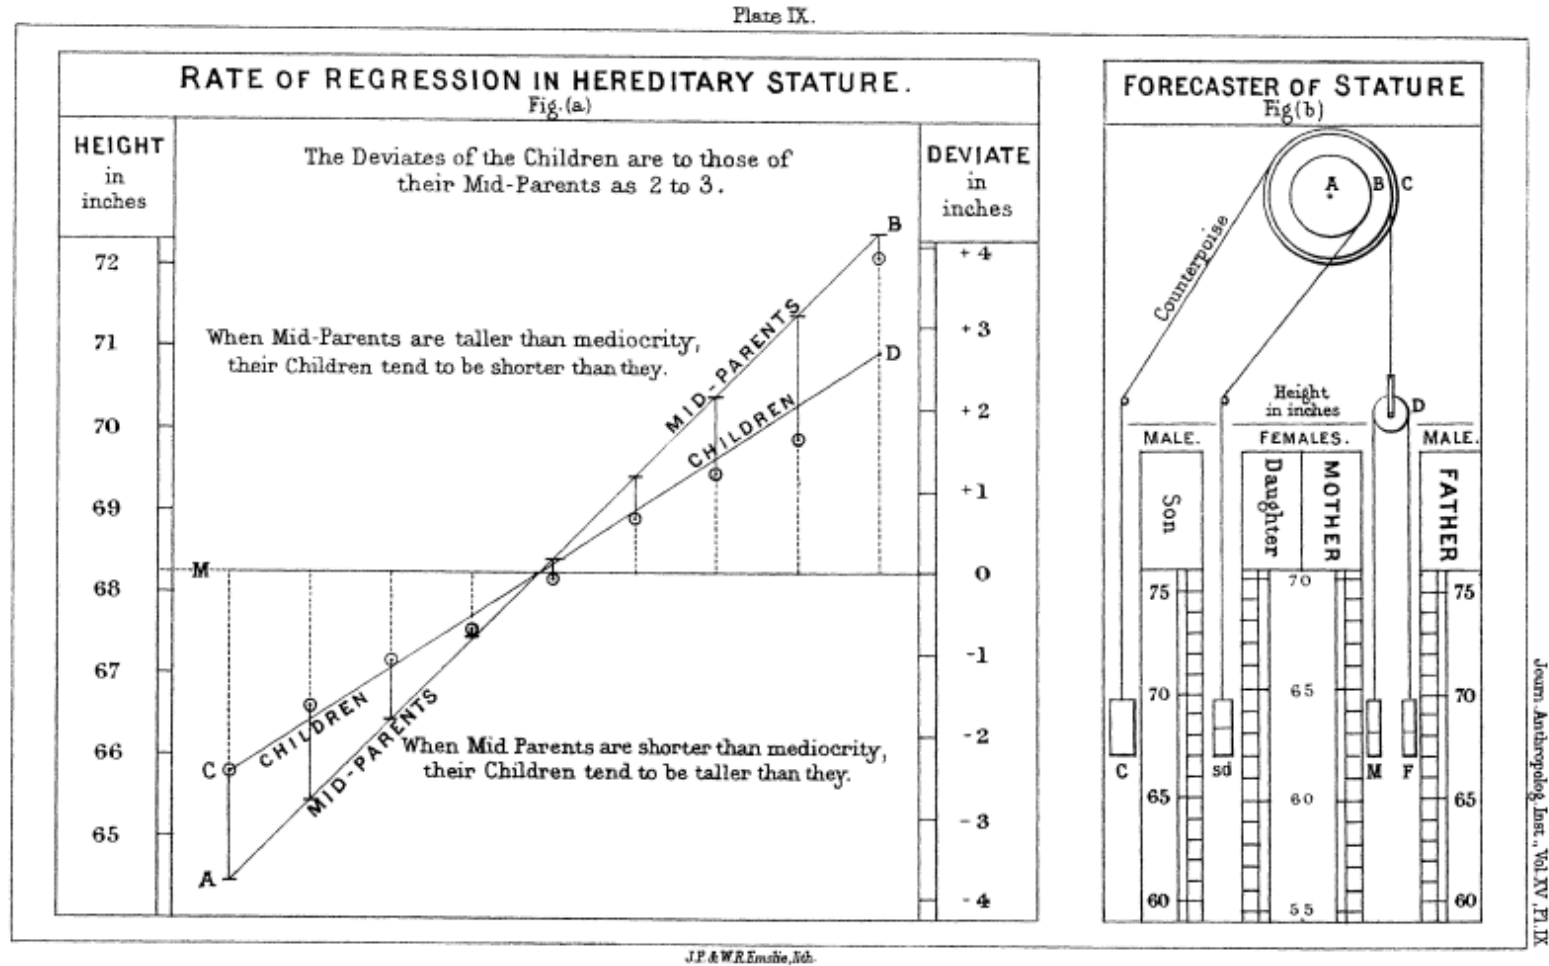 Plate IX.
RATE OF REGRESSION IN HEREDITARY STATURE.
Fig. (a)
HEIGHT
in
inches
The Deviates of the Children are to those of
their Mid-Parents as 2 to 3.
DEVIATE
in
inches
72
71
70
69
68
67
66
65
When Mid-Parents are taller than mediocrity,
their Children tend to be shorter than they.
MID-PARENTS
CHILDREN
B
D
M
C
A
CHILDREN
MID-PARENTS
When Mid Parents are shorter than mediocrity,
their Children tend to be taller than they.
+4
+3
+2
+1
0
-1
-2
-3
-4
FORECASTER OF STATURE
Fig (b)
A
B
C
Counterpoise
D
Height
in inches
MALE.
FEMALES.
MALE.
Son
Daughter
MOTHER
FATHER
75
70
65
60
70
65
60
55
75
70
65
60
C
sd
M
F
Journ. Anthropolog. Inst., Vol. XV, Pl. IX
J.P. & W.R. Emslie, lith.